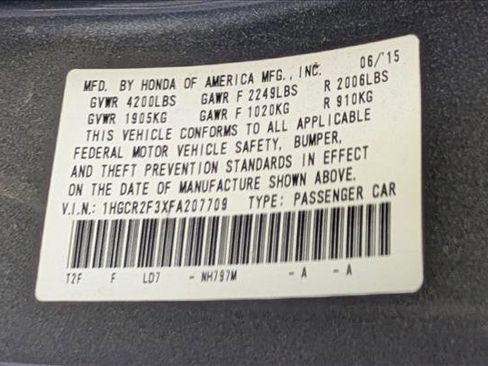 MFD. BY HONDA OF AMERICA MFG., INC. 06/'15
GVWR 4200LBS GAWR F 2249LBS R 2006LBS
GVWR 1905KG GAWR F 1020KG R 910KG
THIS VEHICLE CONFORMS TO ALL APPLICABLE
FEDERAL MOTOR VEHICLE SAFETY, BUMPER,
AND THEFT PREVENTION STANDARDS IN EFFECT
ON THE DATE OF MANUFACTURE SHOWN ABOVE.
V.I.N.: 1HGCR2F3XFA207709 TYPE: PASSENGER CAR
T2F F LD7 - NH797M - A - A